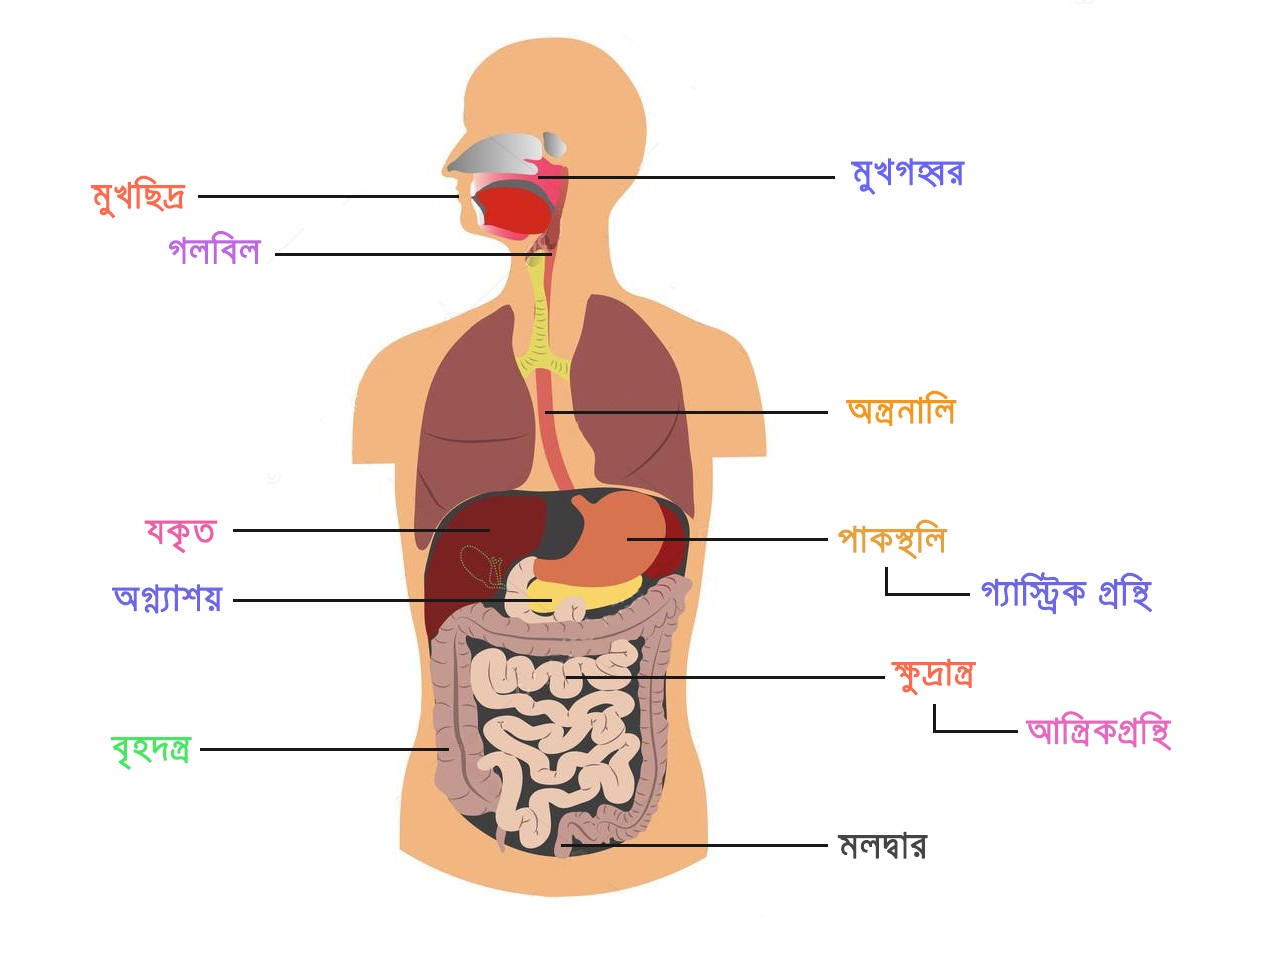 মুখছিদ্র
মুখগহ্বর
গলবিল
অন্ত্রনালি
যকৃত
পাকস্থলি
অগ্ন্যাশয়
গ্যাস্ট্রিক গ্রন্থি
ক্ষুদ্রান্ত্র
আন্ত্রিকগ্রন্থি
বৃহদন্ত্র
মলদ্বার